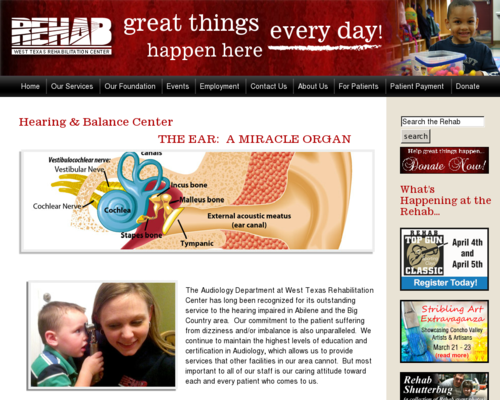 REHAB
WEST TEXAS REHABILITATION CENTER
great things
happen here
every day!
Home
Our Services
Our Foundation
Events
Employment
Contact Us
About Us
For Patients
Patient Payment
Donate
Hearing & Balance Center
THE EAR:  A MIRACLE ORGAN
canals
Vestibulocochlear nerve:
Vestibular Nerve
Cochlear Nerve
Cochlea
Incus bone
Malleus bone
External acoustic meatus
(ear canal)
Stapes bone
Tympanic
The Audiology Department at West Texas Rehabilitation
Center has long been recognized for its outstanding
service to the hearing impaired in Abilene and the Big
Country area.  Our commitment to the patient suffering
from dizziness and/or imbalance is also unparalleled.  We
continue to maintain the highest levels of education and
certification in Audiology, which allows us to provide
services that other facilities in our area cannot.  But most
important to all of our staff is our caring attitude toward
each and every patient who comes to us.
Search the Rehab
search
Help great things happen...
Donate Now!
What's
Happening at the
Rehab...
REHAB
TOP GUN
CLASSIC
April 4th
and
April 5th
Register Today!
Stribling Art
Extravaganza
Showcasing Concho Valley
Artists & Artisans
March 21 - 23
(read more)
Rehab
Shutterbug